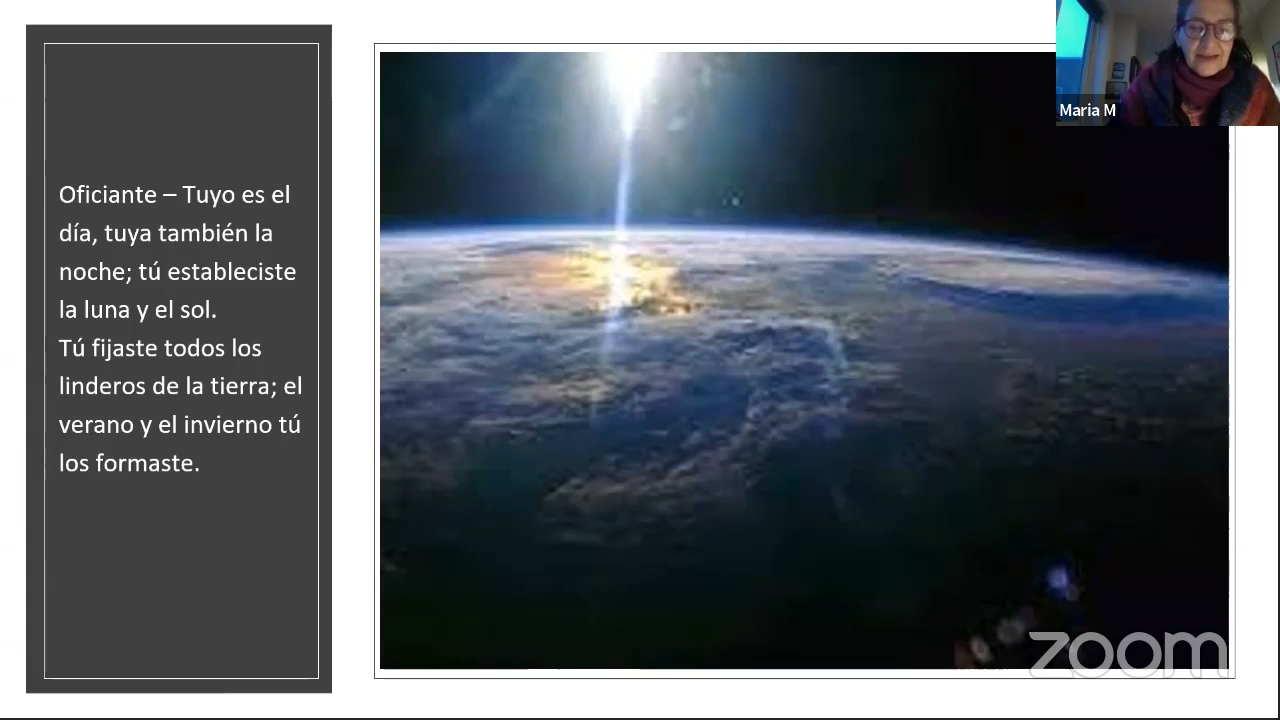 Oficiante – Tuyo es el
día, tuya también la
noche; tú estableciste
la luna y el sol.
Tú fijaste todos los
linderos de la tierra; el
verano y el invierno tú
los formaste.
Maria M
zoom